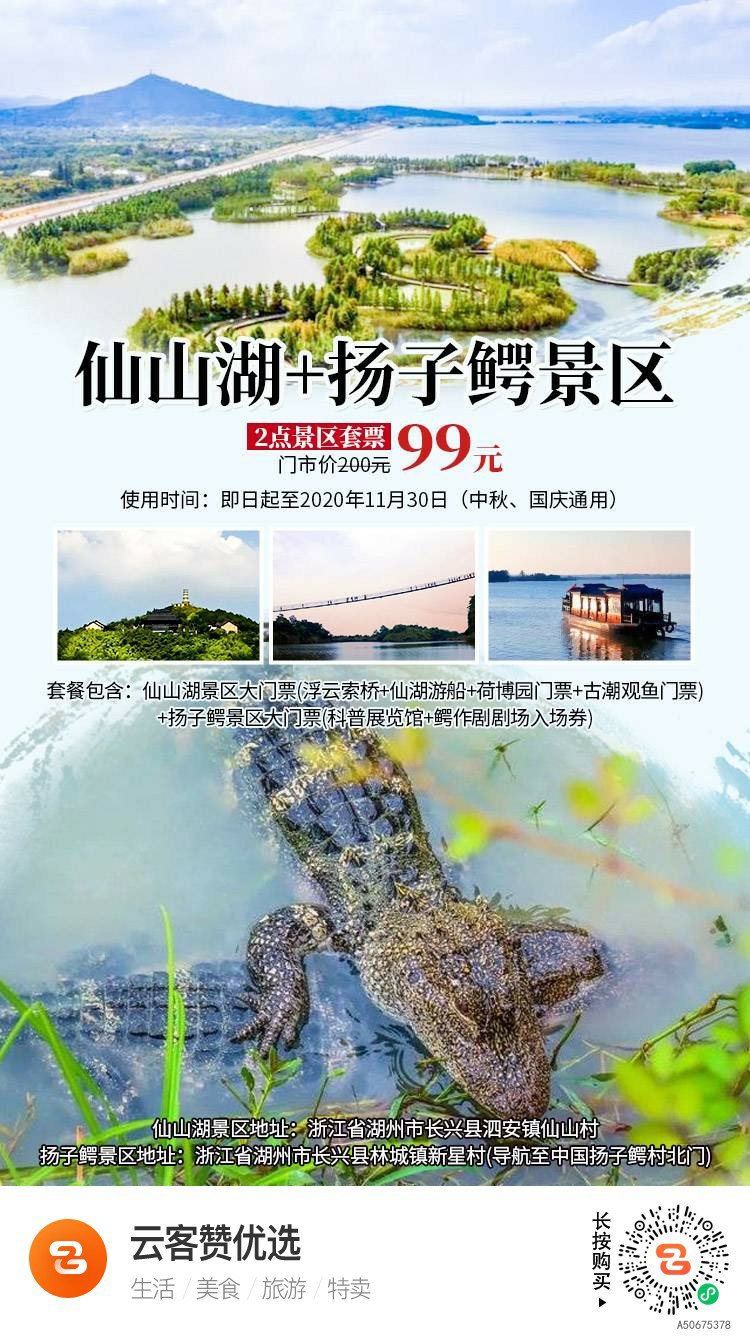 仙山湖+扬子鳄景区
2点景区套票 99元
门市价200元
使用时间：即日起至2020年11月30日（中秋、国庆通用）
套餐包含：仙山湖景区大门票(浮云索桥+仙湖游船+荷博园门票+古潮观鱼门票)
+扬子鳄景区大门票(科普展览馆+鳄作剧剧场入场券)
仙山湖景区地址：浙江省湖州市长兴县泗安镇仙山村
扬子鳄景区地址：浙江省湖州市长兴县林城镇新星村(导航至中国扬子鳄村北门)
云客赞优选
生活 / 美食 / 旅游 / 特卖
长按购买
A50675378